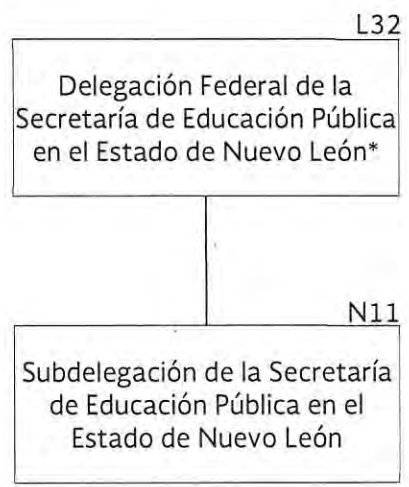 L32
Delegación Federal de la
Secretaría de Educación Pública
en el Estado de Nuevo León*
N11
Subdelegación de la Secretaría
de Educación Pública en el
Estado de Nuevo León